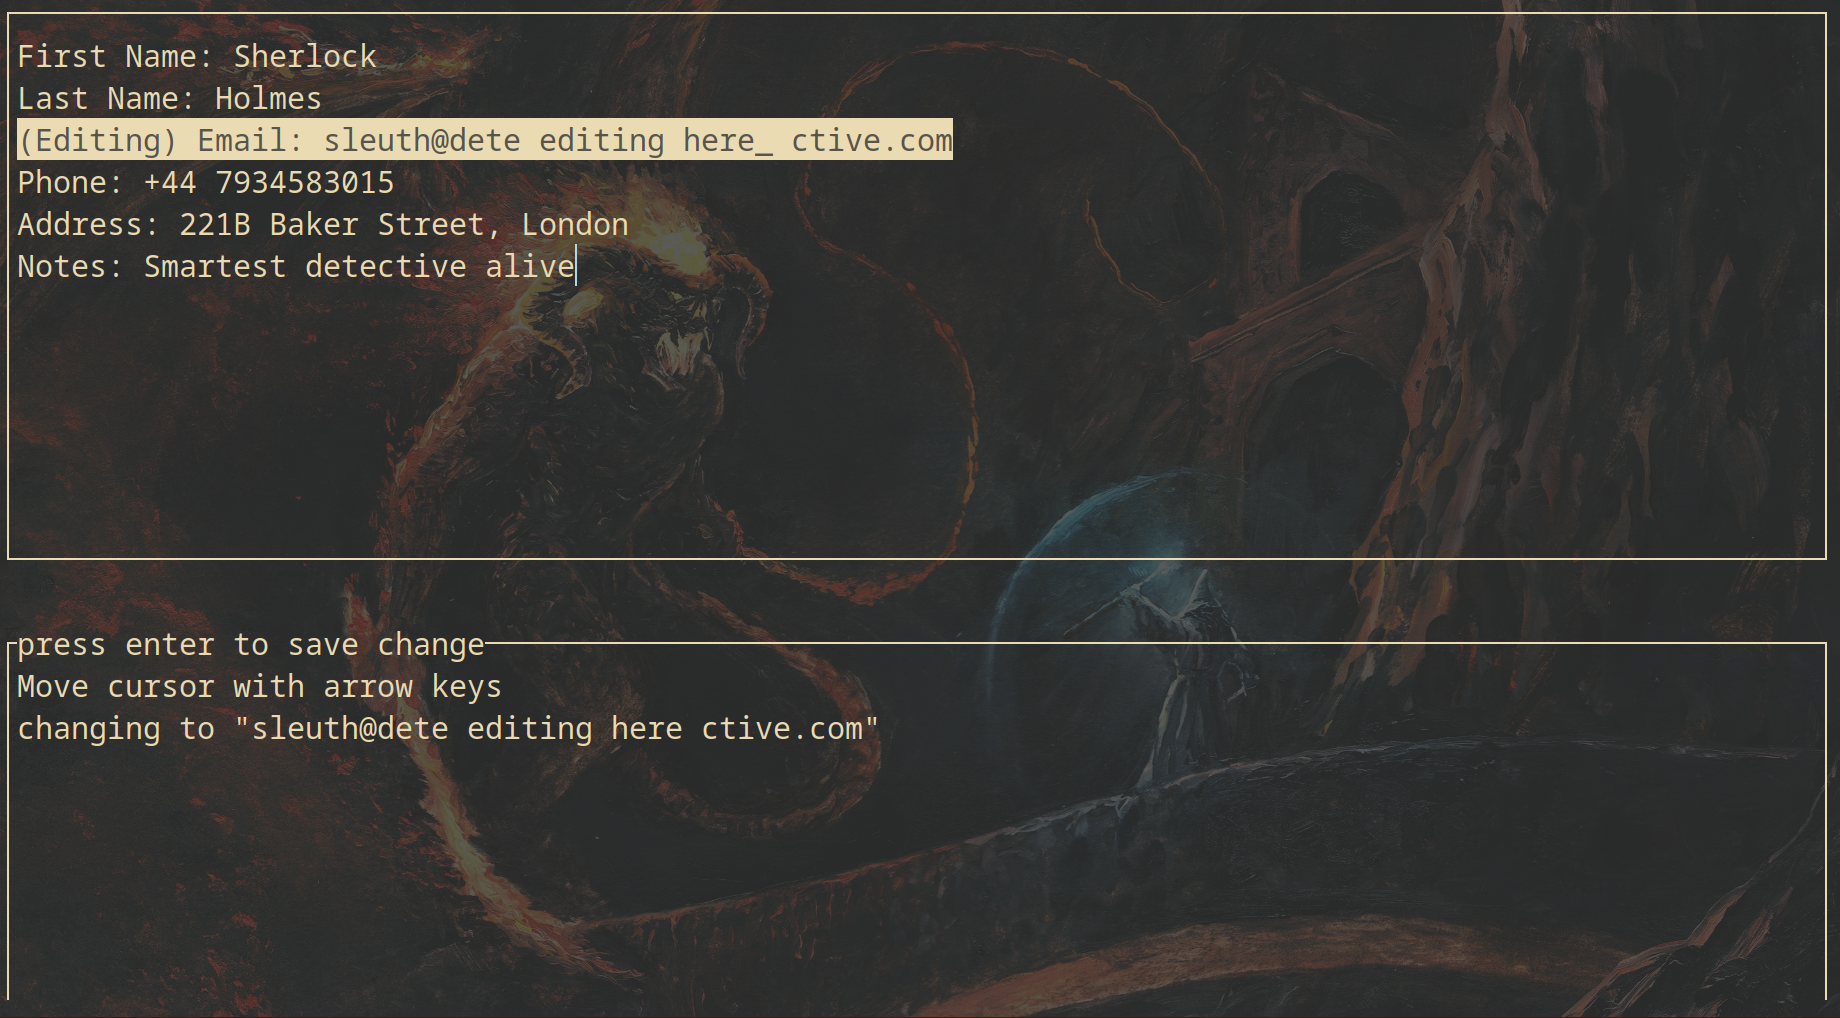 First Name: Sherlock
Last Name: Holmes
(Editing) Email: sleuth@dete editing here_ ctive.com
Phone: +44 7934583015
Address: 221B Baker Street, London
Notes: Smartest detective alive
press enter to save change
Move cursor with arrow keys
changing to "sleuth@dete editing here ctive.com"